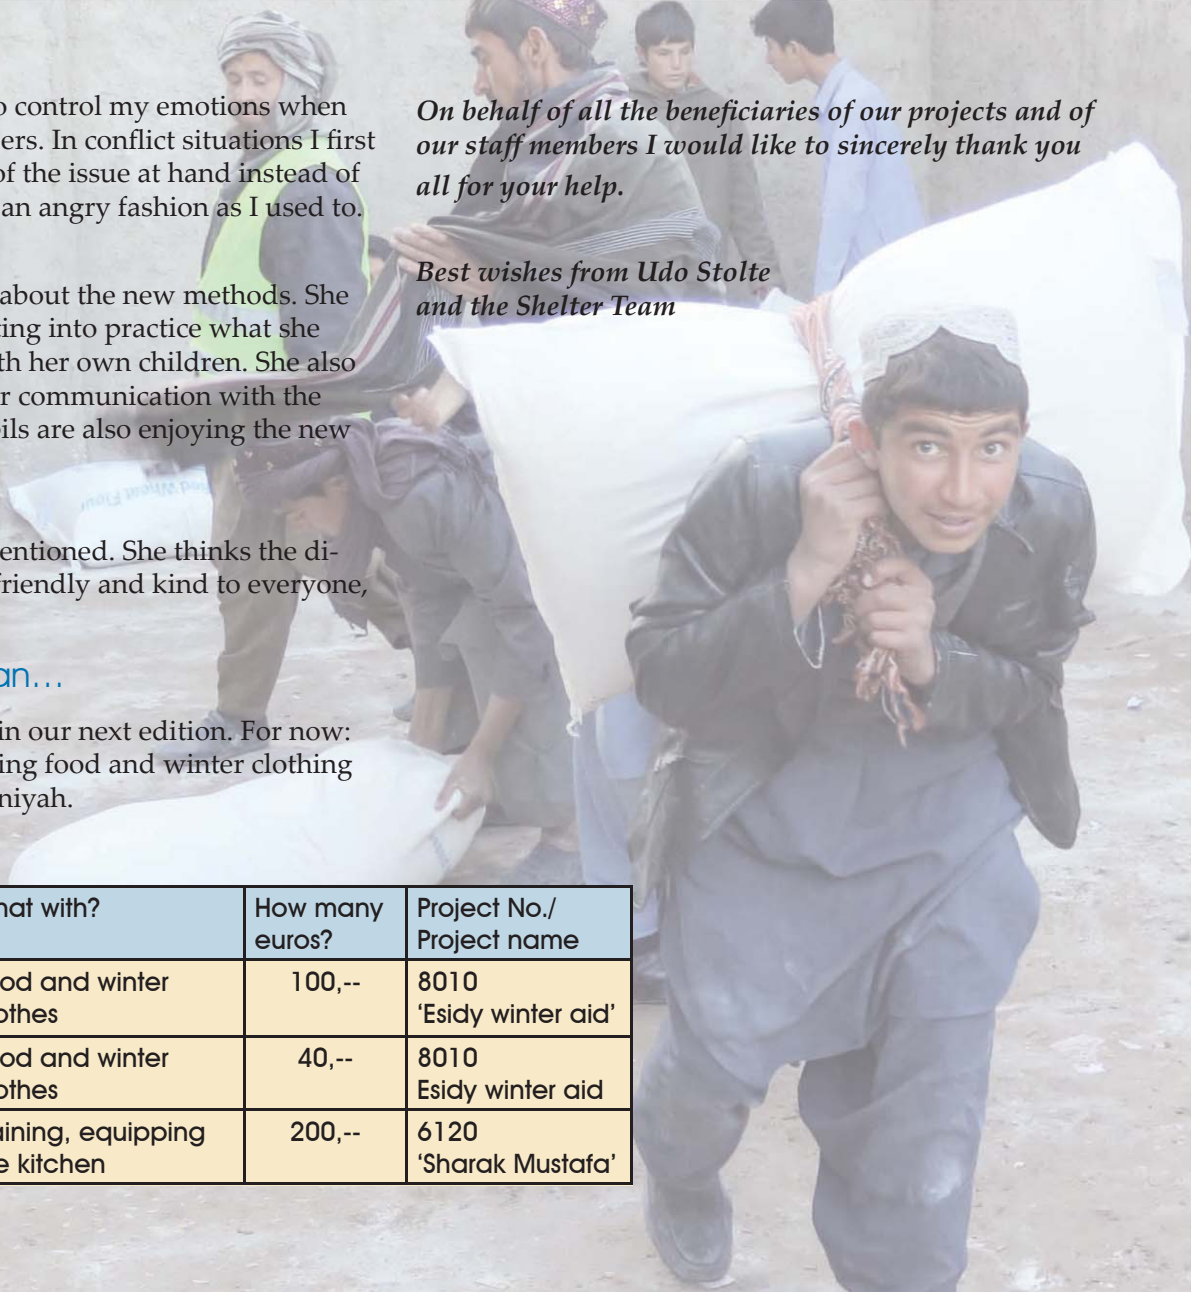 o control my emotions when
ers. In conflict situations I first
of the issue at hand instead of
an angry fashion as I used to.
about the new methods. She
ting into practice what she
th her own children. She also
r communication with the
ils are also enjoying the new
entioned. She thinks the di-
friendly and kind to everyone,
an…
in our next edition. For now:
ing food and winter clothing
niyah.
On behalf of all the beneficiaries of our projects and of
our staff members I would like to sincerely thank you
all for your help.
Best wishes from Udo Stolte
and the Shelter Team
Wheat Flour
hat with?
How many
euros?
Project No./
Project name
od and winter
othes
100,--
8010
‘Esidy winter aid’
od and winter
othes
40,--
8010
Esidy winter aid
aining, equipping
e kitchen
200,--
6120
‘Sharak Mustafa’